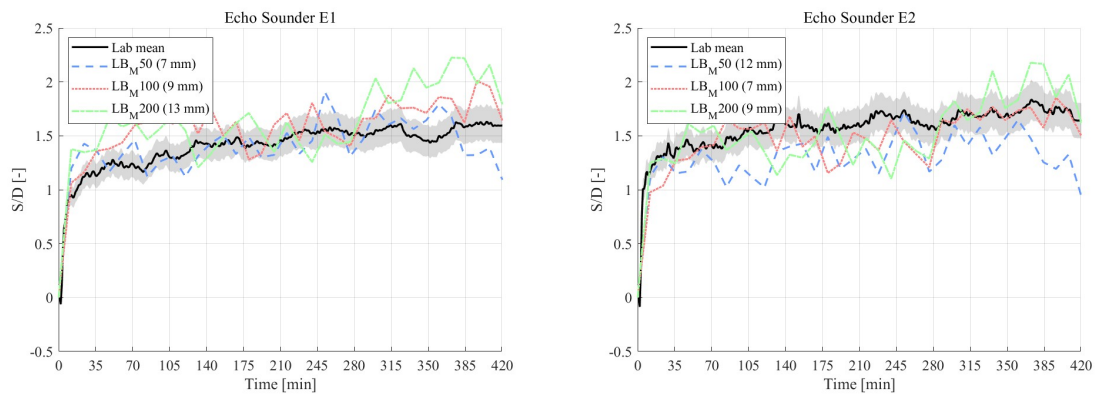 Echo Sounder E1
2.5
2
1.5
1
0.5
0
-0.5
S/D [-]
Lab mean
LB_M50 (7 mm)
LB_M100 (9 mm)
LB_M200 (13 mm)
0 35 70 105 140 175 210 245 280 315 350 385 420
Time [min]
Echo Sounder E2
2.5
2
1.5
1
0.5
0
-0.5
S/D [-]
Lab mean
LB_M50 (12 mm)
LB_M100 (7 mm)
LB_M200 (9 mm)
0 35 70 105 140 175 210 245 280 315 350 385 420
Time [min]